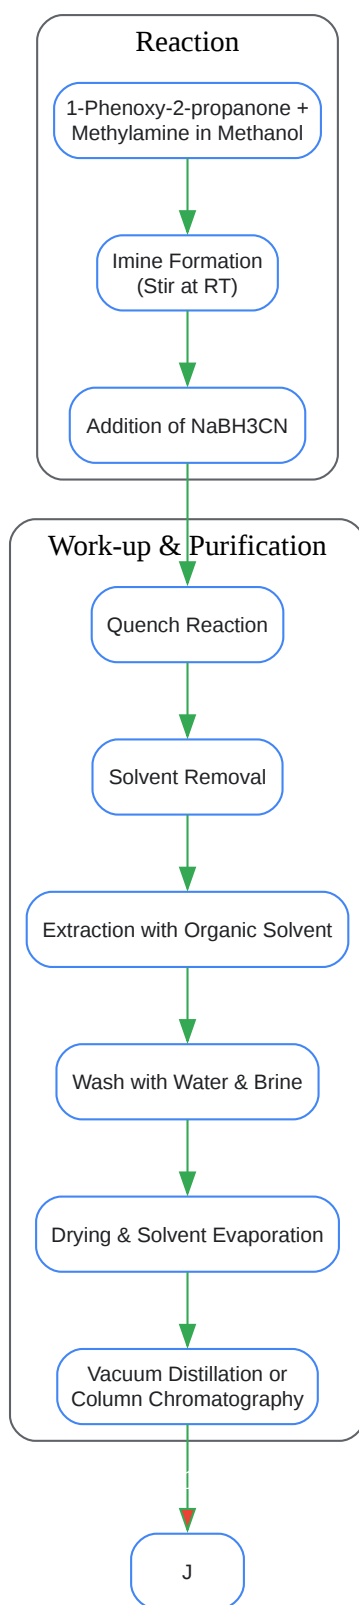 Reaction
1-Phenoxy-2-propanone +
Methylamine in Methanol
Imine Formation
(Stir at RT)
Addition of NaBH3CN
Work-up & Purification
Quench Reaction
Solvent Removal
Extraction with Organic Solvent
Wash with Water & Brine
Drying & Solvent Evaporation
Vacuum Distillation or
Column Chromatography
J